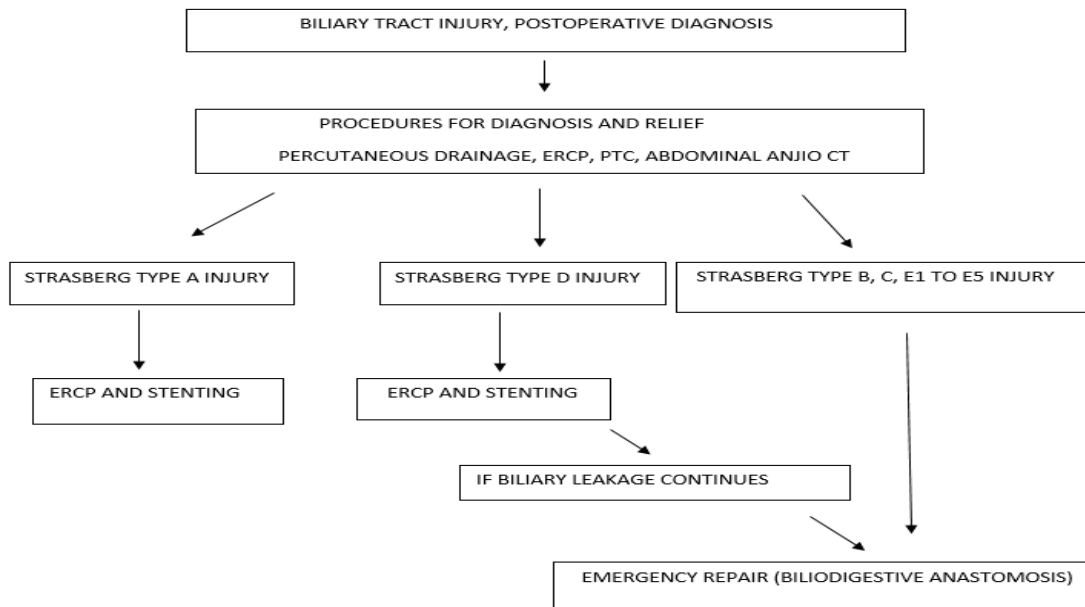 BILIARY TRACT INJURY, POSTOPERATIVE DIAGNOSIS
PROCEDURES FOR DIAGNOSIS AND RELIEF
PERCUTANEOUS DRAINAGE, ERCP, PTC, ABDOMINAL ANJIO CT
STRASBERG TYPE A INJURY
STRASBERG TYPE D INJURY
STRASBERG TYPE B, C, E1 TO E5 INJURY
ERCP AND STENTING
ERCP AND STENTING
IF BILIARY LEAKAGE CONTINUES
EMERGENCY REPAIR (BILIODIGESTIVE ANASTOMOSIS)